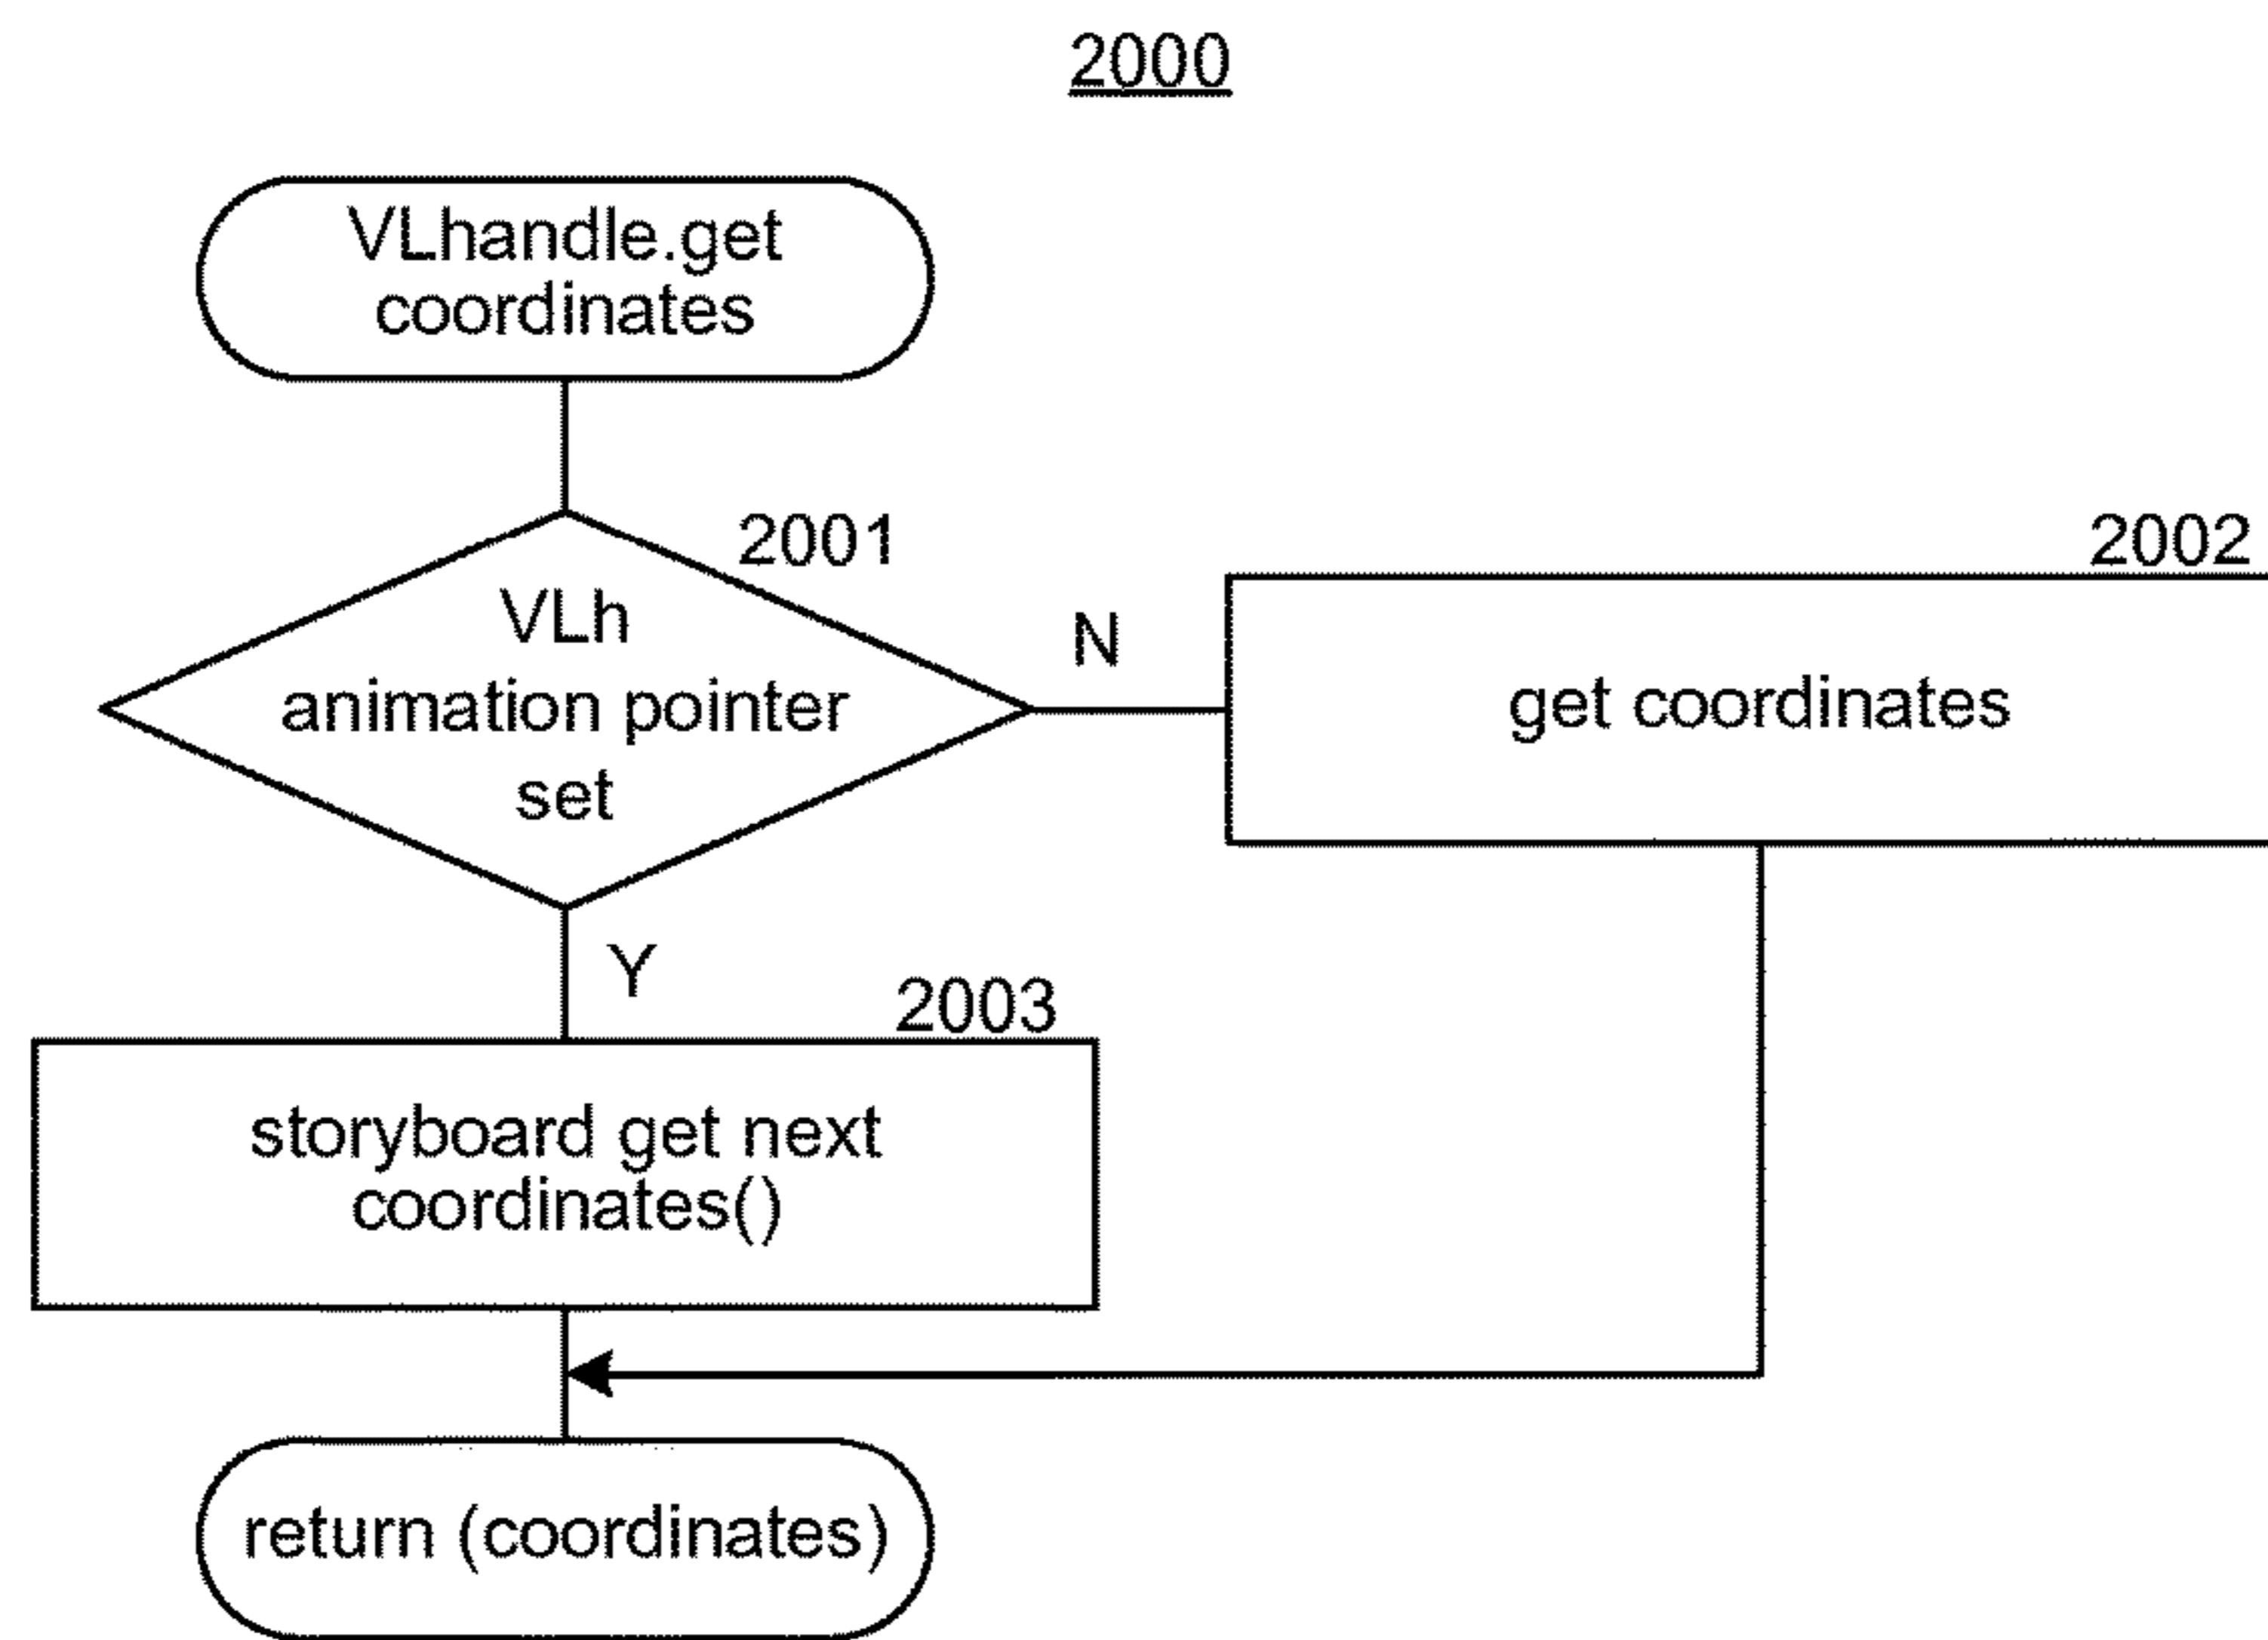 2000
VLhandle.get
coordinates
2001
VLh
animation pointer
set
N
2002
get coordinates
Y
2003
storyboard get next
coordinates()
return (coordinates)